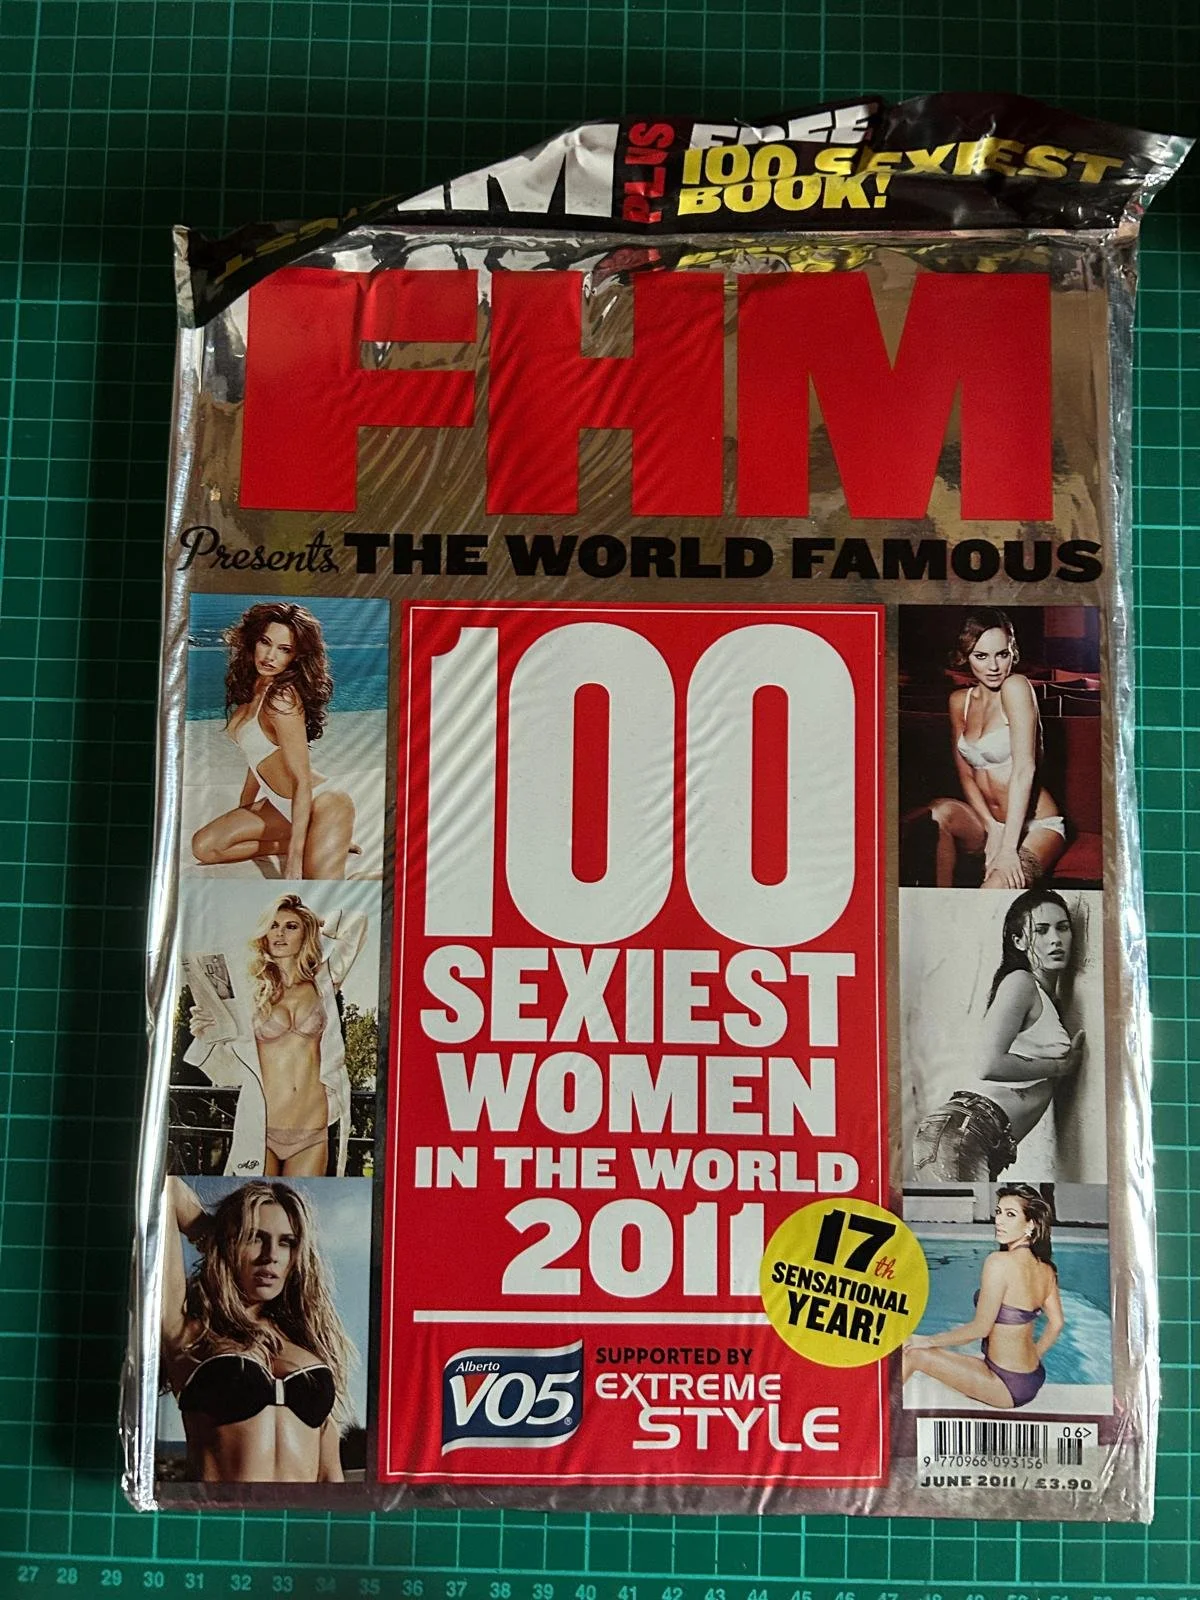 HM PLUS FREE
100 SEXIEST
BOOK!
FHM
Presents THE WORLD FAMOUS
100
SEXIEST
WOMEN
IN THE WORLD
2011
17th
SENSATIONAL
YEAR!
Alberto
VO5®
SUPPORTED BY
EXTREME
STYLE
06>
9 770966 093156
JUNE 2011 / £3.90
27 28 29 30 31 32 33 34 35 36 37 38 39 40 41 42 43 44 45 46 47 48 49 50 51 52 53